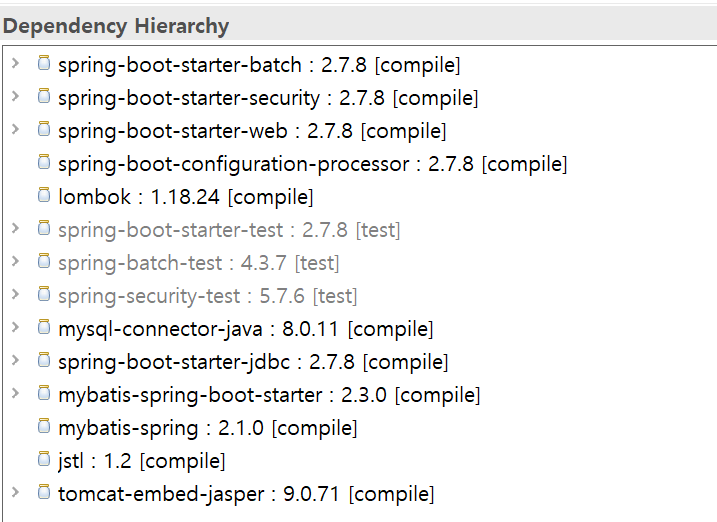 Dependency Hierarchy
spring-boot-starter-batch : 2.7.8 [compile]
spring-boot-starter-security : 2.7.8 [compile]
spring-boot-starter-web : 2.7.8 [compile]
spring-boot-configuration-processor : 2.7.8 [compile]
lombok : 1.18.24 [compile]
spring-boot-starter-test : 2.7.8 [test]
spring-batch-test : 4.3.7 [test]
spring-security-test : 5.7.6 [test]
mysql-connector-java : 8.0.11 [compile]
spring-boot-starter-jdbc : 2.7.8 [compile]
mybatis-spring-boot-starter : 2.3.0 [compile]
mybatis-spring : 2.1.0 [compile]
jstl : 1.2 [compile]
tomcat-embed-jasper : 9.0.71 [compile]